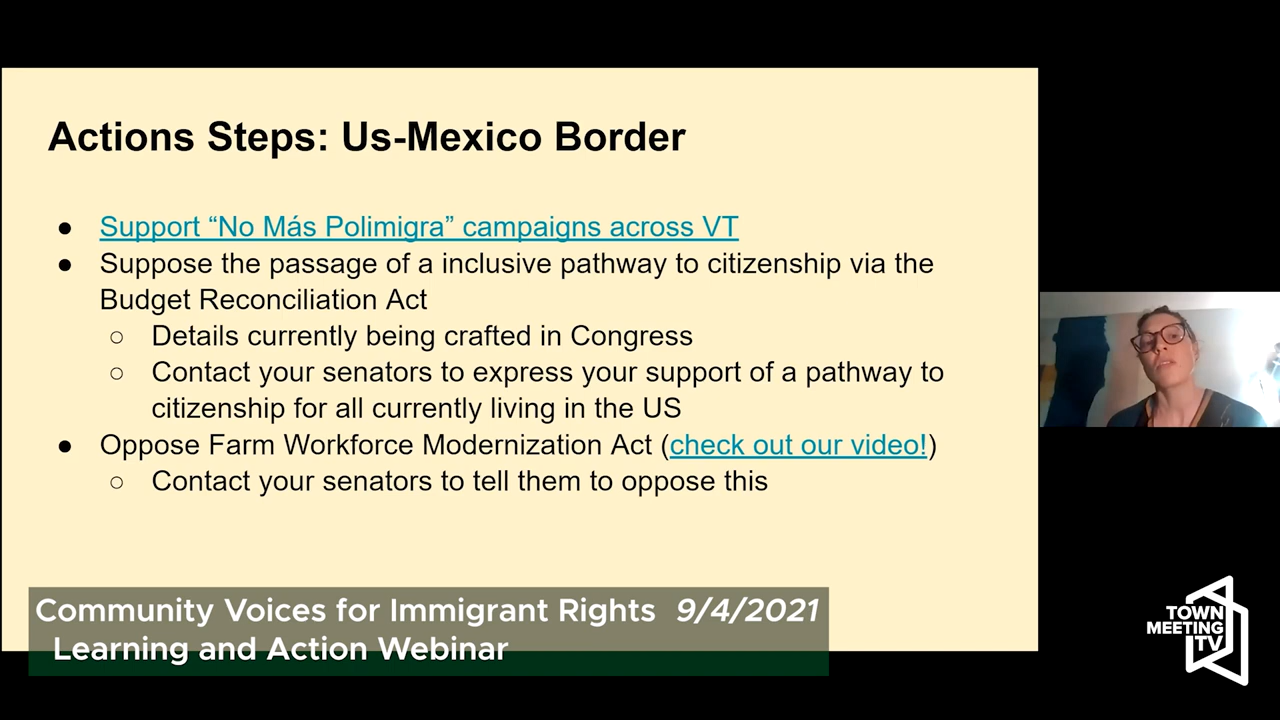 Actions Steps: Us-Mexico Border
● Support “No Más Polimigra” campaigns across VT
● Suppose the passage of a inclusive pathway to citizenship via the
Budget Reconciliation Act
○ Details currently being crafted in Congress
○ Contact your senators to express your support of a pathway to
citizenship for all currently living in the US
● Oppose Farm Workforce Modernization Act (check out our video!)
○ Contact your senators to tell them to oppose this
Community Voices for Immigrant Rights 9/4/2021
Learning and Action Webinar
TOWN
MEETING
TV